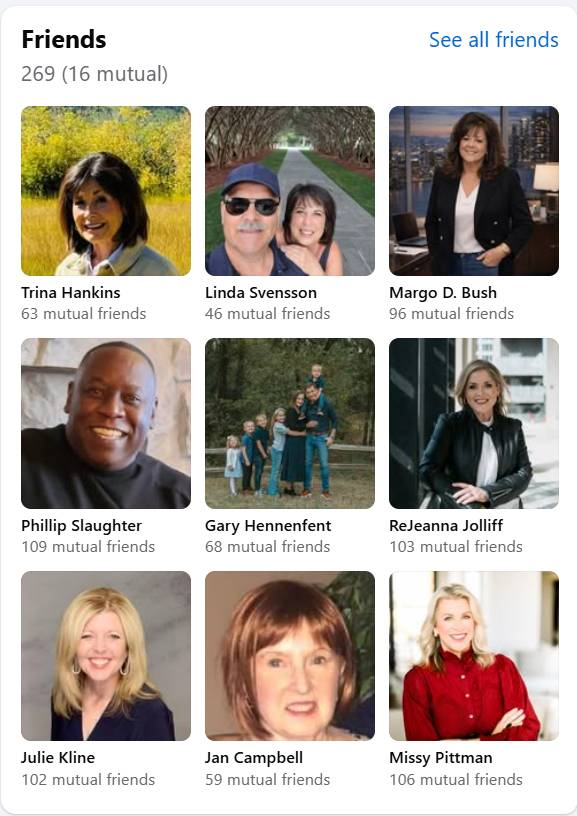 Friends
See all friends
269 (16 mutual)
Trina Hankins
63 mutual friends
Linda Svensson
46 mutual friends
Margo D. Bush
96 mutual friends
Phillip Slaughter
109 mutual friends
Gary Hennenfent
68 mutual friends
ReJeanna Jolliff
103 mutual friends
Julie Kline
102 mutual friends
Jan Campbell
59 mutual friends
Missy Pittman
106 mutual friends